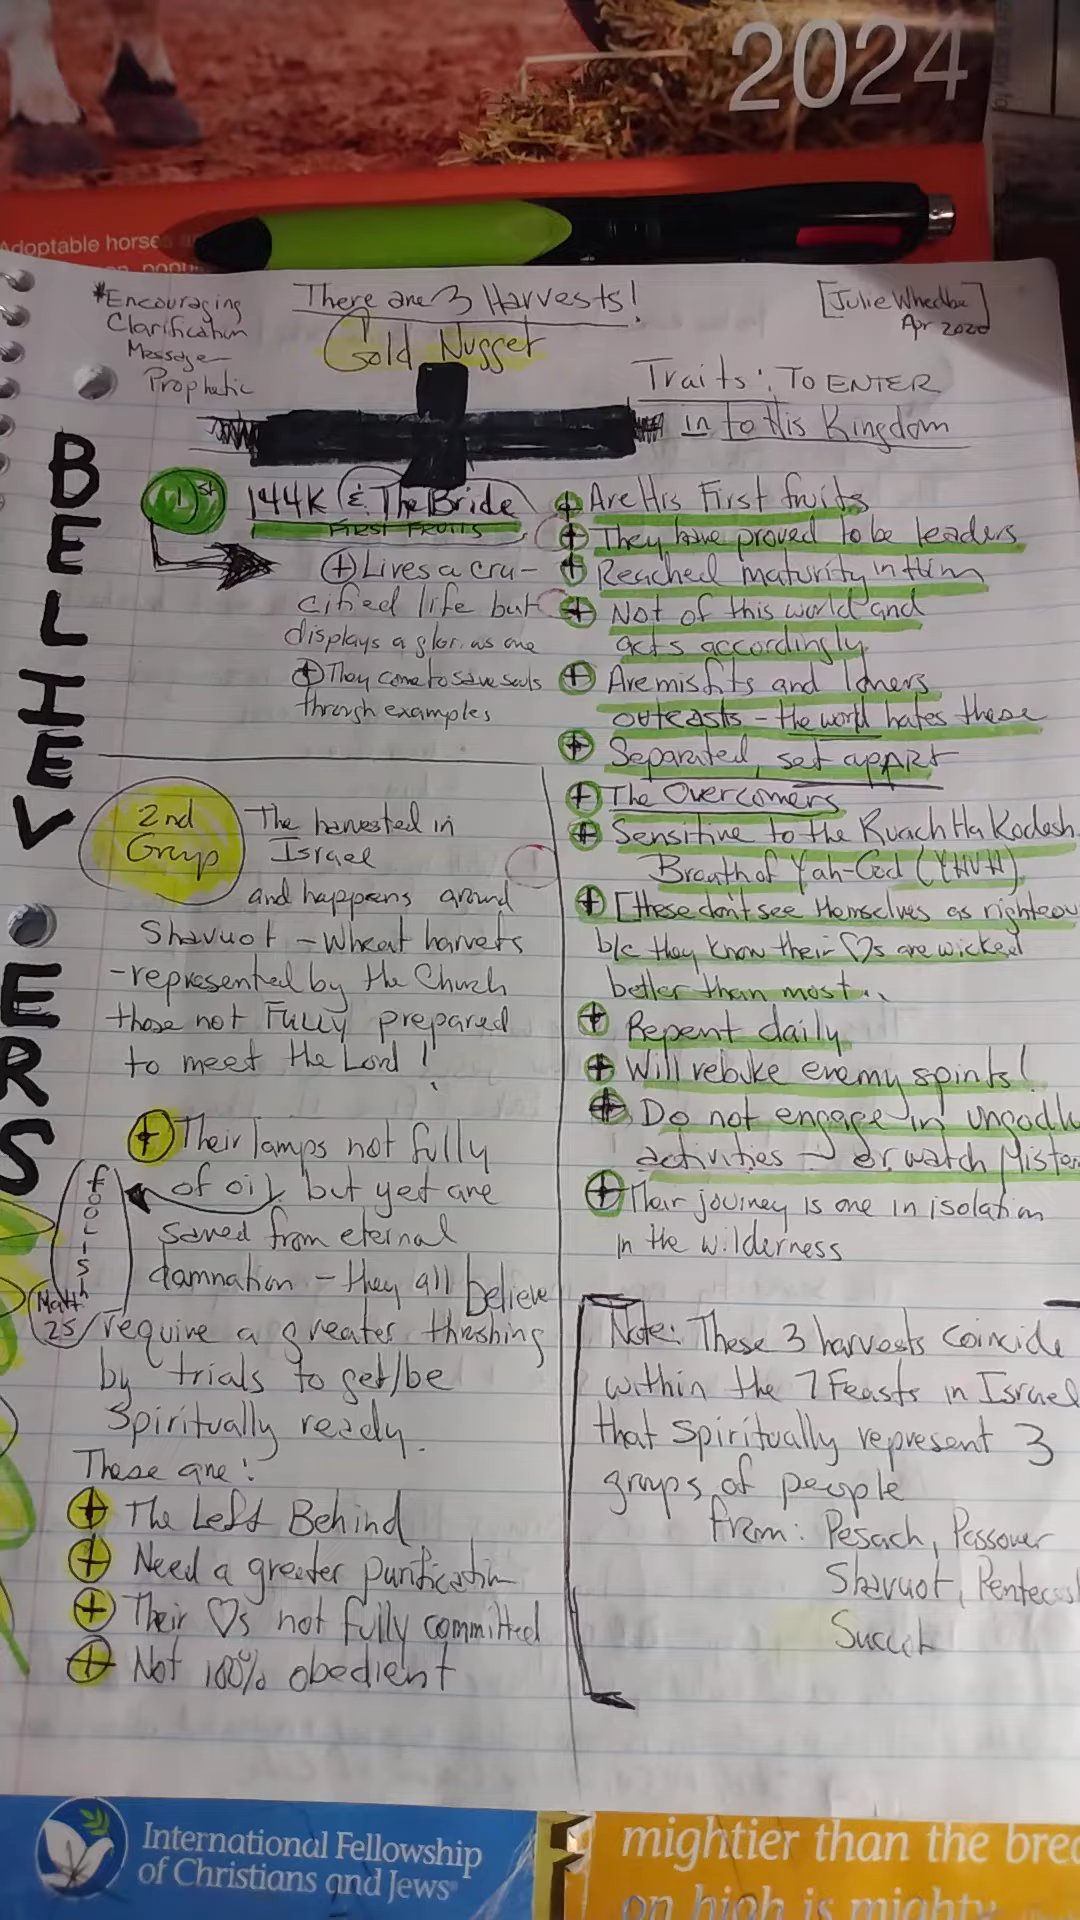 2024
Adoptable horses
*Encouraging
Clarification
Message
Prophetic
There are 3 Harvests!
Gold Nugget
[Julie Whedbee]
Apr 2020
Traits: To ENTER
in to His Kingdom
BELIEVERS
1st
144K & The Bride
FIRST FRUITS
+ Lives a cru-
cified life but
displays a glor. as one
+ They come to save souls
through examples
+ Are His First fruits
+ They have proved to be leaders
+ Reached maturity in Him
+ Not of this world and
acts accordingly
+ Are misfits and loners
outcasts - the world hates these
+ Separated, set apART
+ The Overcomers
+ Sensitive to the Ruach Ha Kodesh
Breath of Yah-God (YHVH)
+ [these don't see themselves as righteou
b/c they know their ♡s are wicked
better than most..
+ Repent daily
+ Will rebuke enemy spirits!
+ Do not engage in ungodl
activities - or watch
+ Their journey is one in isolation
in the wilderness
2nd
Group
The harvested in
Israel
and happens around
Shavuot - Wheat harvets
- represented by the Church
those not FULLY prepared
to meet the Lord!
+ Their lamps not fully
of oil, but yet are
saved from eternal
damnation - they all believe
foolish
Matt
25
require a greater threshing
by trials to get/be
Spiritually ready.
These are:
+ The Left Behind
+ Need a greater purification
+ Their ♡s not fully committed
+ Not 100% obedient
Note: These 3 harvests coincide
within the 7 Feasts in Israel
that spiritually represent 3
groups of people
from: Pesach, Passover
Shavuot, Pentecost
Succot
International Fellowship
of Christians and Jews
mightier than the brea
on high is mighty